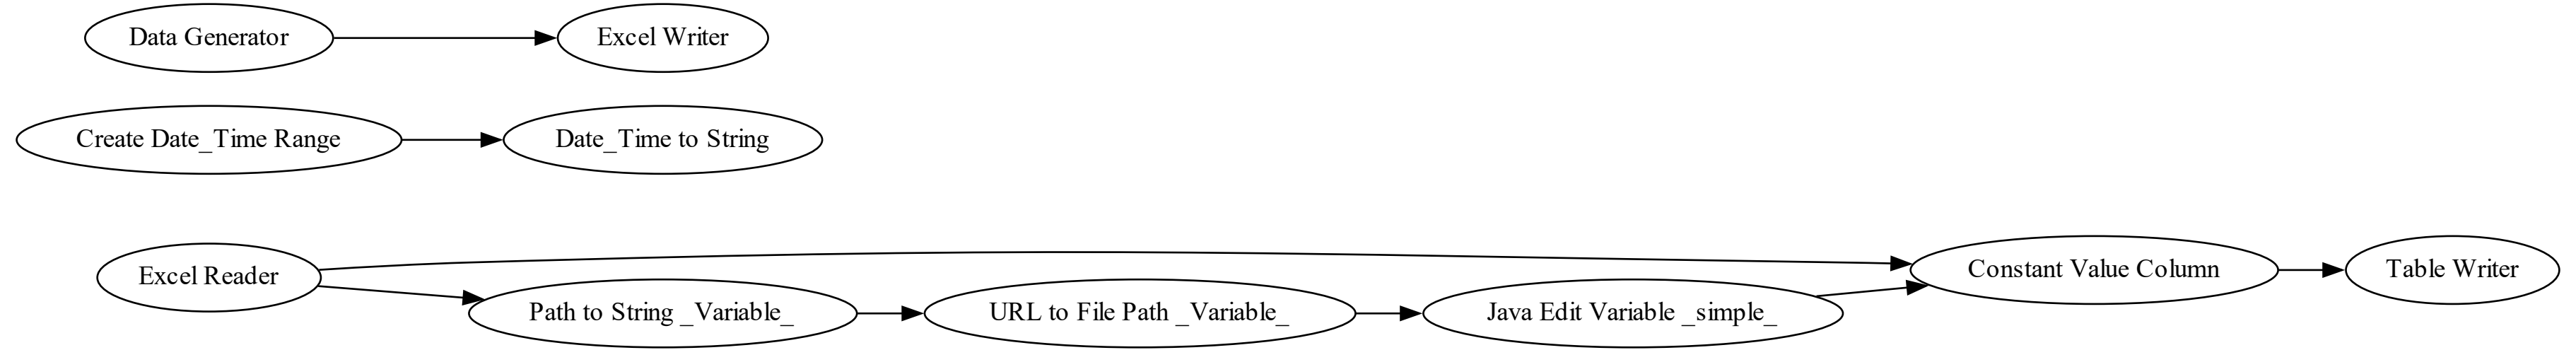 Data Generator
Excel Writer
Create Date_Time Range
Date_Time to String
Excel Reader
Path to String _Variable_
URL to File Path _Variable_
Java Edit Variable _simple_
Constant Value Column
Table Writer